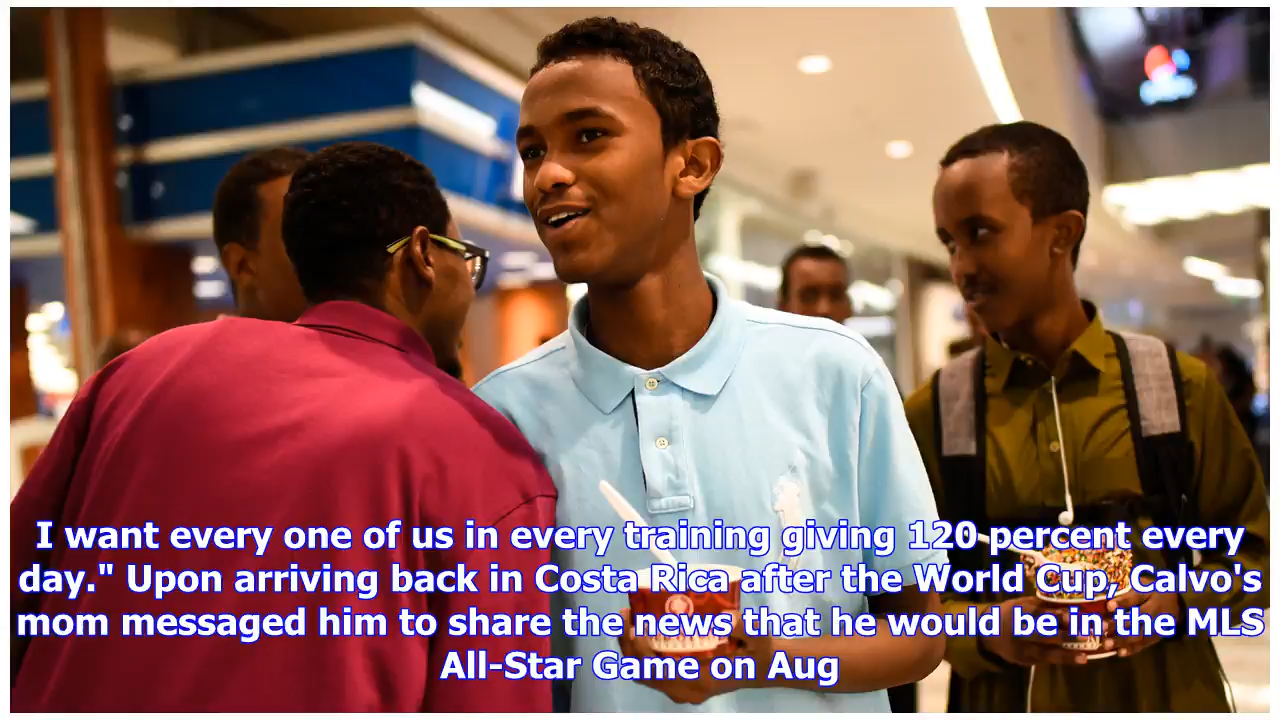 I want every one of us in every training giving 120 percent every
day." Upon arriving back in Costa Rica after the World Cup, Calvo's
mom messaged him to share the news that he would be in the MLS
All-Star Game on Aug